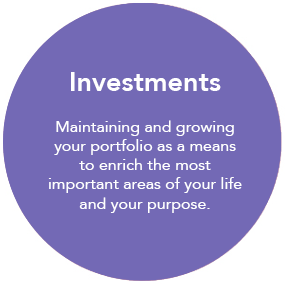 Investments
Maintaining and growing
your portfolio as a means
to enrich the most
important areas of your life
and your purpose.